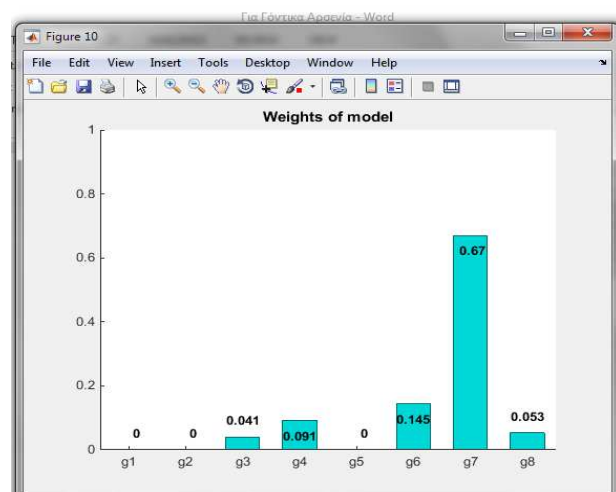 Για Γόντικα Αρσενία - Word
Figure 10
File Edit View Insert Tools Desktop Window Help
Weights of model
1
0.8
0.6
0.4
0.2
0
0 0 0.041 0.091 0 0.145 0.67 0.053
g1 g2 g3 g4 g5 g6 g7 g8